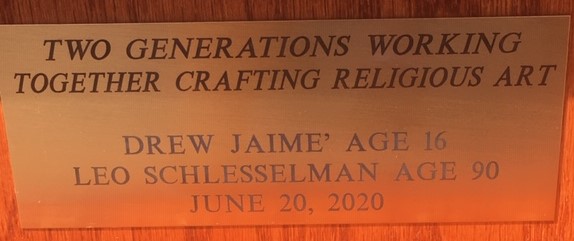 TWO GENERATIONS WORKING
TOGETHER CRAFTING RELIGIOUS ART
DREW JAIME' AGE 16
LEO SCHLESSELMAN AGE 90
JUNE 20, 2020